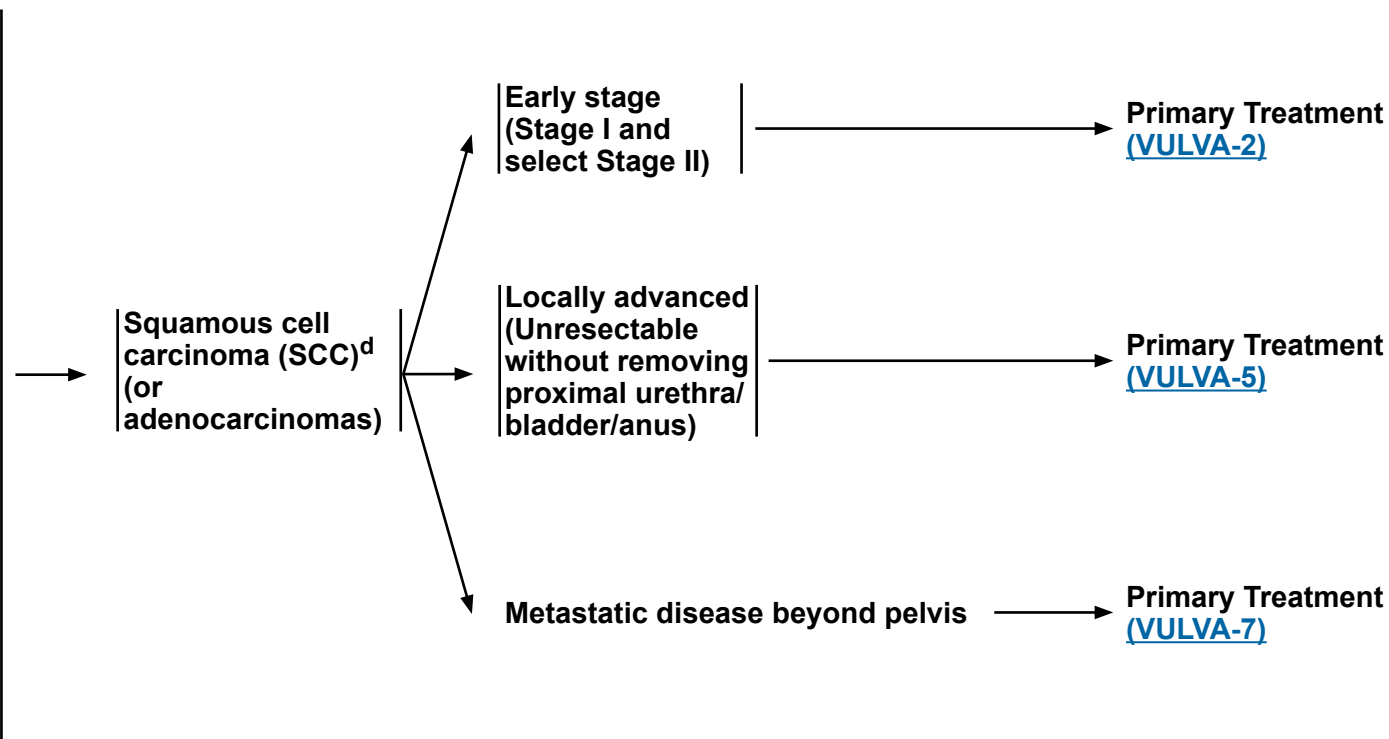 Squamous cell
carcinoma (SCC)d
(or
adenocarcinomas)
Early stage
(Stage I and
select Stage II)
Primary Treatment
(VULVA-2)
Locally advanced
(Unresectable
without removing
proximal urethra/
bladder/anus)
Primary Treatment
(VULVA-5)
Metastatic disease beyond pelvis
Primary Treatment
(VULVA-7)